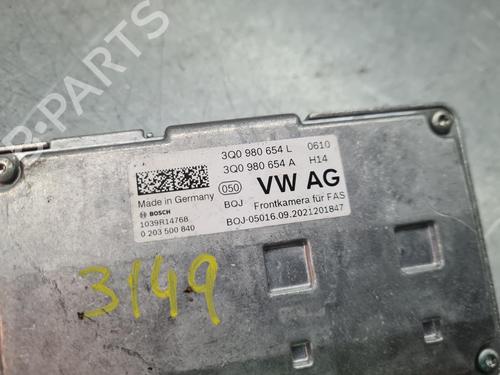 3Q0 980 654 L 0610
3Q0 980 654 A H14
Made in Germany 050 VW AG
BOSCH BOJ Frontkamera für FAS
1039R14768 BOJ-05016.09.2021201847
0 203 500 840
3149